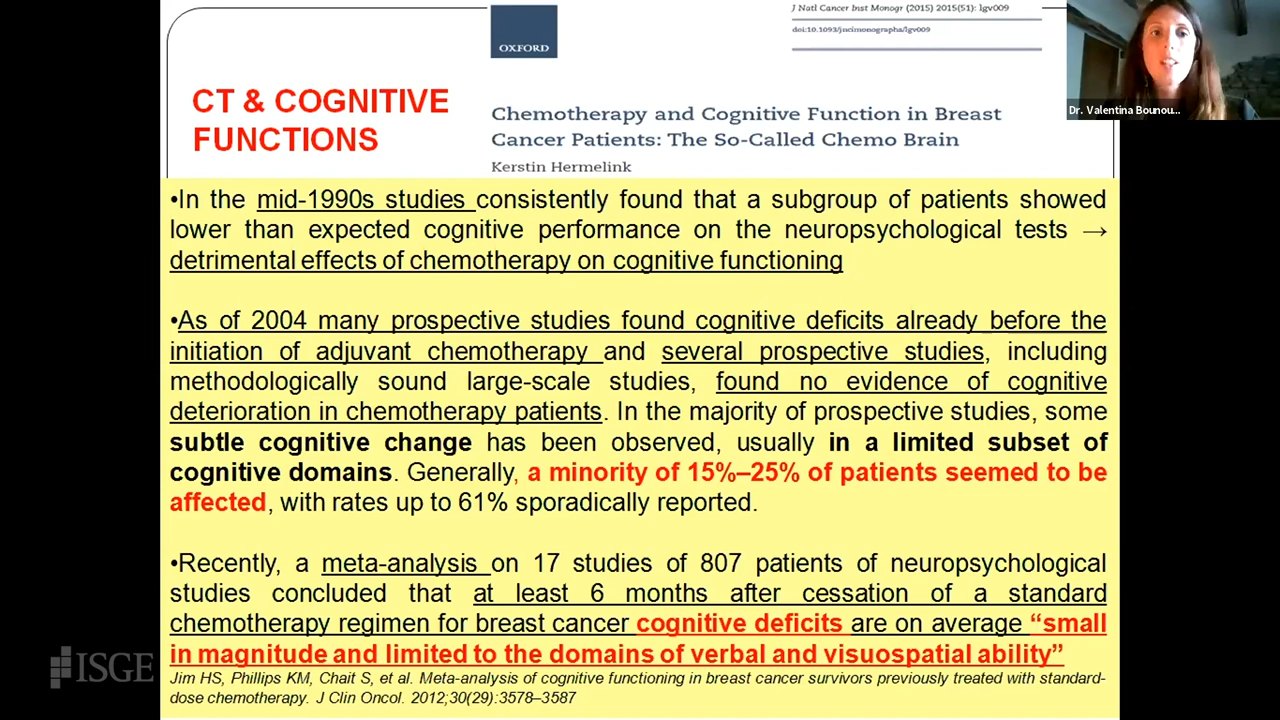 J Natl Cancer Inst Monogr (2015) 2015(51): lgv009
doi:10.1093/jncimonographs/lgv009
OXFORD
CT & COGNITIVE
FUNCTIONS
Chemotherapy and Cognitive Function in Breast
Cancer Patients: The So-Called Chemo Brain
Kerstin Hermelink
Dr. Valentina Bounou...
•In the mid-1990s studies consistently found that a subgroup of patients showed
lower than expected cognitive performance on the neuropsychological tests →
detrimental effects of chemotherapy on cognitive functioning
•As of 2004 many prospective studies found cognitive deficits already before the
initiation of adjuvant chemotherapy and several prospective studies, including
methodologically sound large-scale studies, found no evidence of cognitive
deterioration in chemotherapy patients. In the majority of prospective studies, some
subtle cognitive change has been observed, usually in a limited subset of
cognitive domains. Generally, a minority of 15%–25% of patients seemed to be
affected, with rates up to 61% sporadically reported.
•Recently, a meta-analysis on 17 studies of 807 patients of neuropsychological
studies concluded that at least 6 months after cessation of a standard
chemotherapy regimen for breast cancer cognitive deficits are on average “small
in magnitude and limited to the domains of verbal and visuospatial ability”
Jim HS, Phillips KM, Chait S, et al. Meta-analysis of cognitive functioning in breast cancer survivors previously treated with standard-
dose chemotherapy. J Clin Oncol. 2012;30(29):3578–3587
ISGE